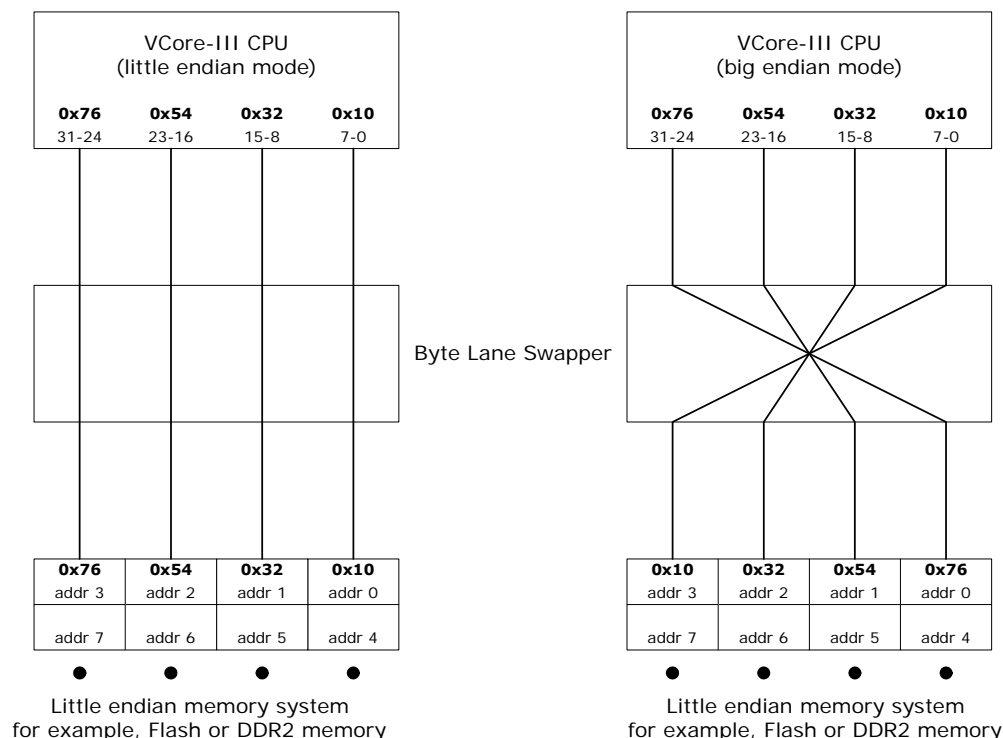 VCore-III CPU
(little endian mode)
0x76 0x54 0x32 0x10
31-24 23-16 15-8 7-0
VCore-III CPU
(big endian mode)
0x76 0x54 0x32 0x10
31-24 23-16 15-8 7-0
Byte Lane Swapper
0x76 0x54 0x32 0x10
addr 3 addr 2 addr 1 addr 0
addr 7 addr 6 addr 5 addr 4
Little endian memory system
for example, Flash or DDR2 memory
0x10 0x32 0x54 0x76
addr 3 addr 2 addr 1 addr 0
addr 7 addr 6 addr 5 addr 4
Little endian memory system
for example, Flash or DDR2 memory